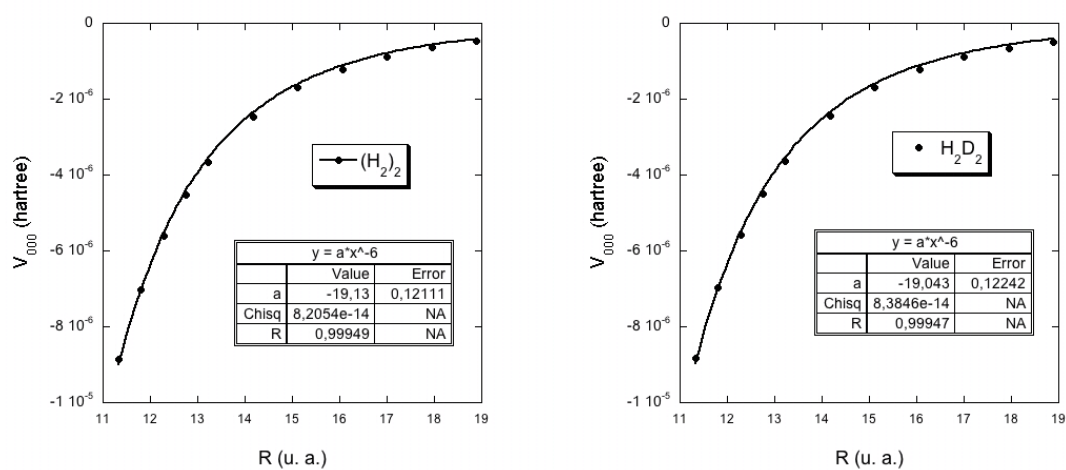 0
-2 10⁻⁶
-4 10⁻⁶
-6 10⁻⁶
-8 10⁻⁶
-1 10⁻⁵
V₀₀₀ (hartree)
(H₂)₂
y = a*x^-6
Value Error
a -19,13 0,12111
Chisq 8,2054e-14 NA
R 0,99949 NA
11 12 13 14 15 16 17 18 19
R (u. a.)
0
-2 10⁻⁶
-4 10⁻⁶
-6 10⁻⁶
-8 10⁻⁶
-1 10⁻⁵
V₀₀₀ (hartree)
H₂D₂
y = a*x^-6
Value Error
a -19,043 0,12242
Chisq 8,3846e-14 NA
R 0,99947 NA
11 12 13 14 15 16 17 18 19
R (u. a.)